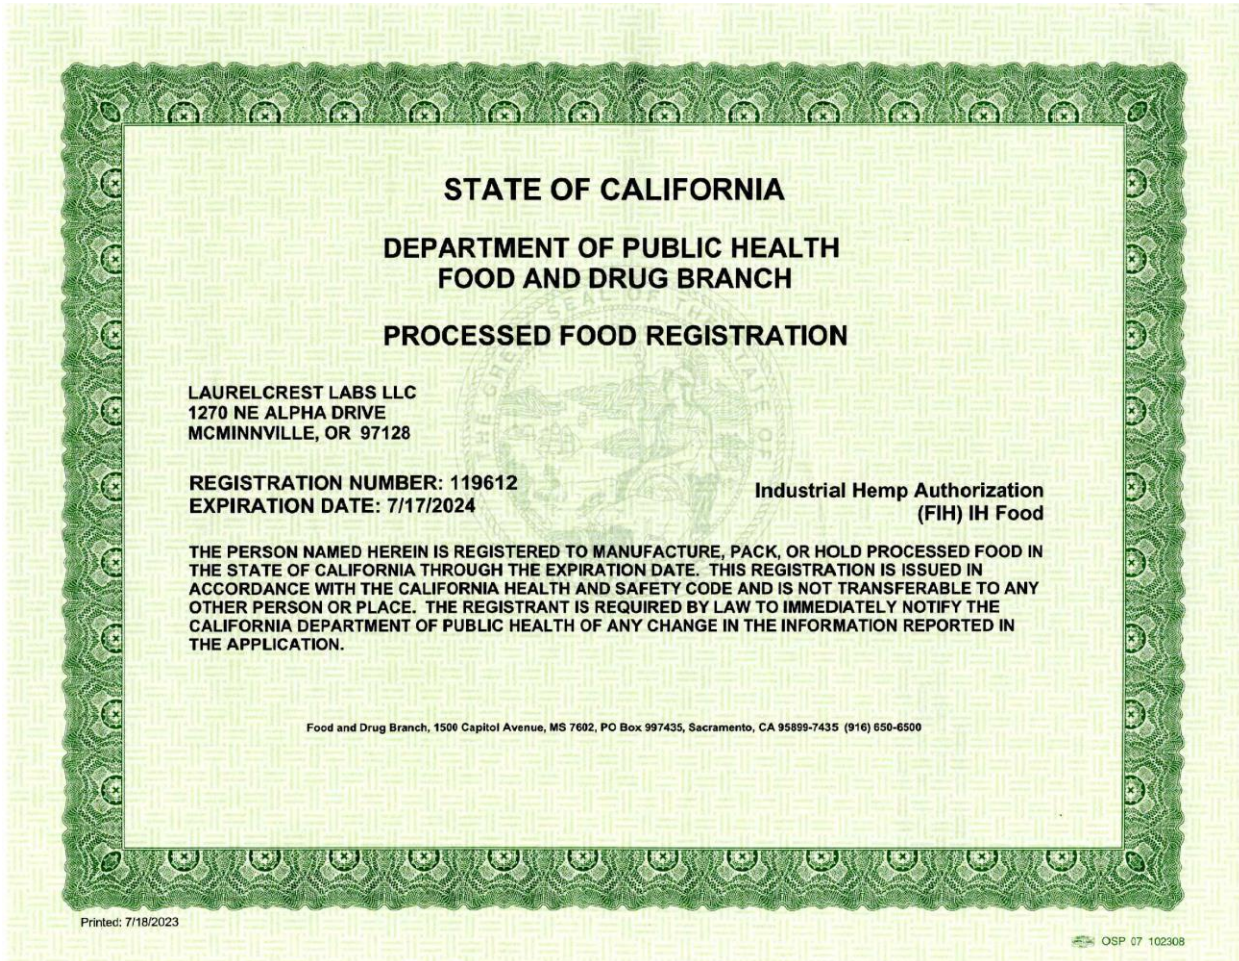 STATE OF CALIFORNIA
DEPARTMENT OF PUBLIC HEALTH
FOOD AND DRUG BRANCH
PROCESSED FOOD REGISTRATION
LAURELCREST LABS LLC
1270 NE ALPHA DRIVE
MCMINNVILLE, OR 97128
REGISTRATION NUMBER: 119612
EXPIRATION DATE: 7/17/2024
Industrial Hemp Authorization
(FIH) IH Food
THE PERSON NAMED HEREIN IS REGISTERED TO MANUFACTURE, PACK, OR HOLD PROCESSED FOOD IN
THE STATE OF CALIFORNIA THROUGH THE EXPIRATION DATE. THIS REGISTRATION IS ISSUED IN
ACCORDANCE WITH THE CALIFORNIA HEALTH AND SAFETY CODE AND IS NOT TRANSFERABLE TO ANY
OTHER PERSON OR PLACE. THE REGISTRANT IS REQUIRED BY LAW TO IMMEDIATELY NOTIFY THE
CALIFORNIA DEPARTMENT OF PUBLIC HEALTH OF ANY CHANGE IN THE INFORMATION REPORTED IN
THE APPLICATION.
Food and Drug Branch, 1500 Capitol Avenue, MS 7602, PO Box 997435, Sacramento, CA 95899-7435 (916) 650-6500
Printed: 7/18/2023
OSP 07 102308